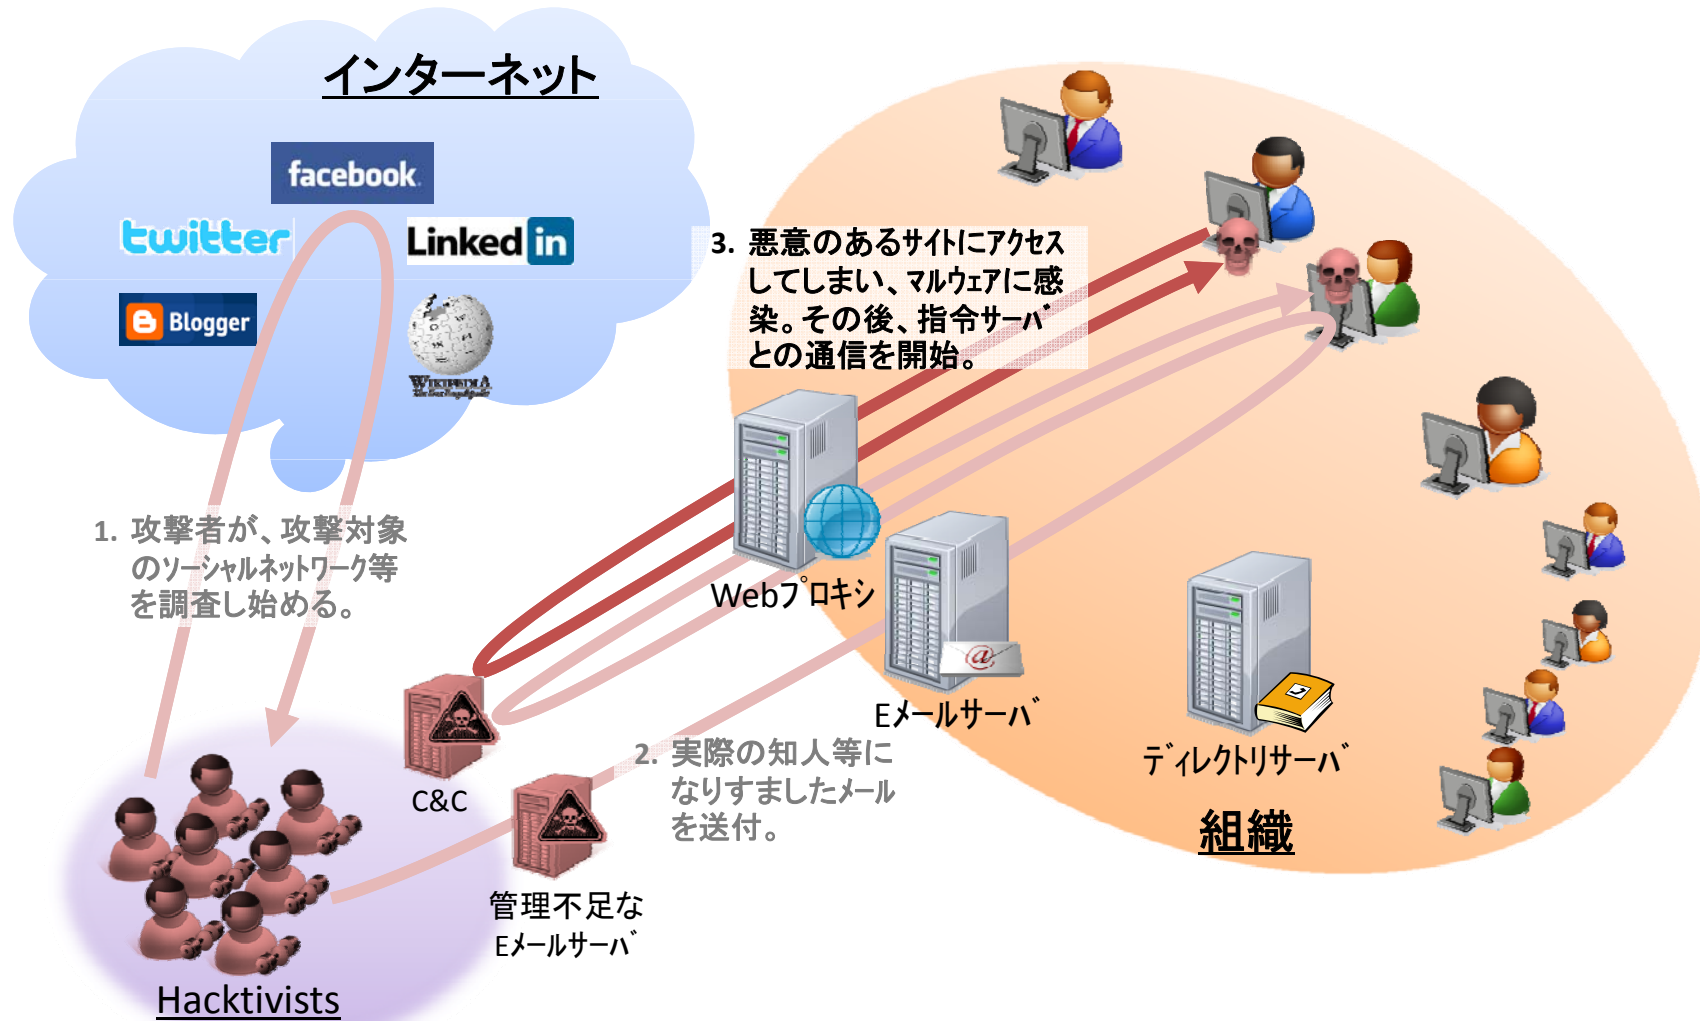 インターネット
facebook
twitter
Linked in
Blogger
WIKIPEDIA
The Free Encyclopedia
3. 悪意のあるサイトにアクセス
してしまい、マルウェアに感
染。その後、指令サーバ
との通信を開始。
1. 攻撃者が、攻撃対象
のソーシャルネットワーク等
を調査し始める。
Webプロキシ
Eメールサーバ
ディレクトリサーバ
組織
C&C
2. 実際の知人等に
なりすましたメール
を送付。
管理不足な
Eメールサーバ
Hacktivists